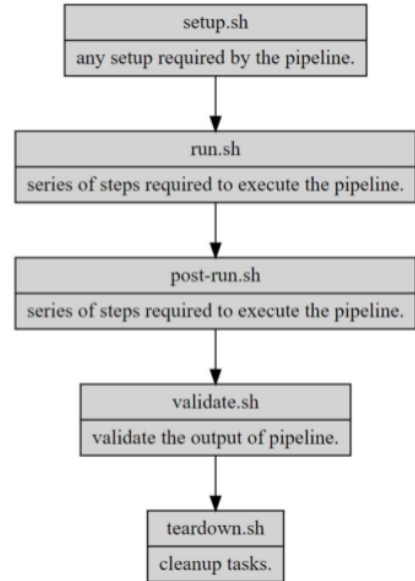 setup.sh
any setup required by the pipeline.
run.sh
series of steps required to execute the pipeline.
post-run.sh
series of steps required to execute the pipeline.
validate.sh
validate the output of pipeline.
teardown.sh
cleanup tasks.